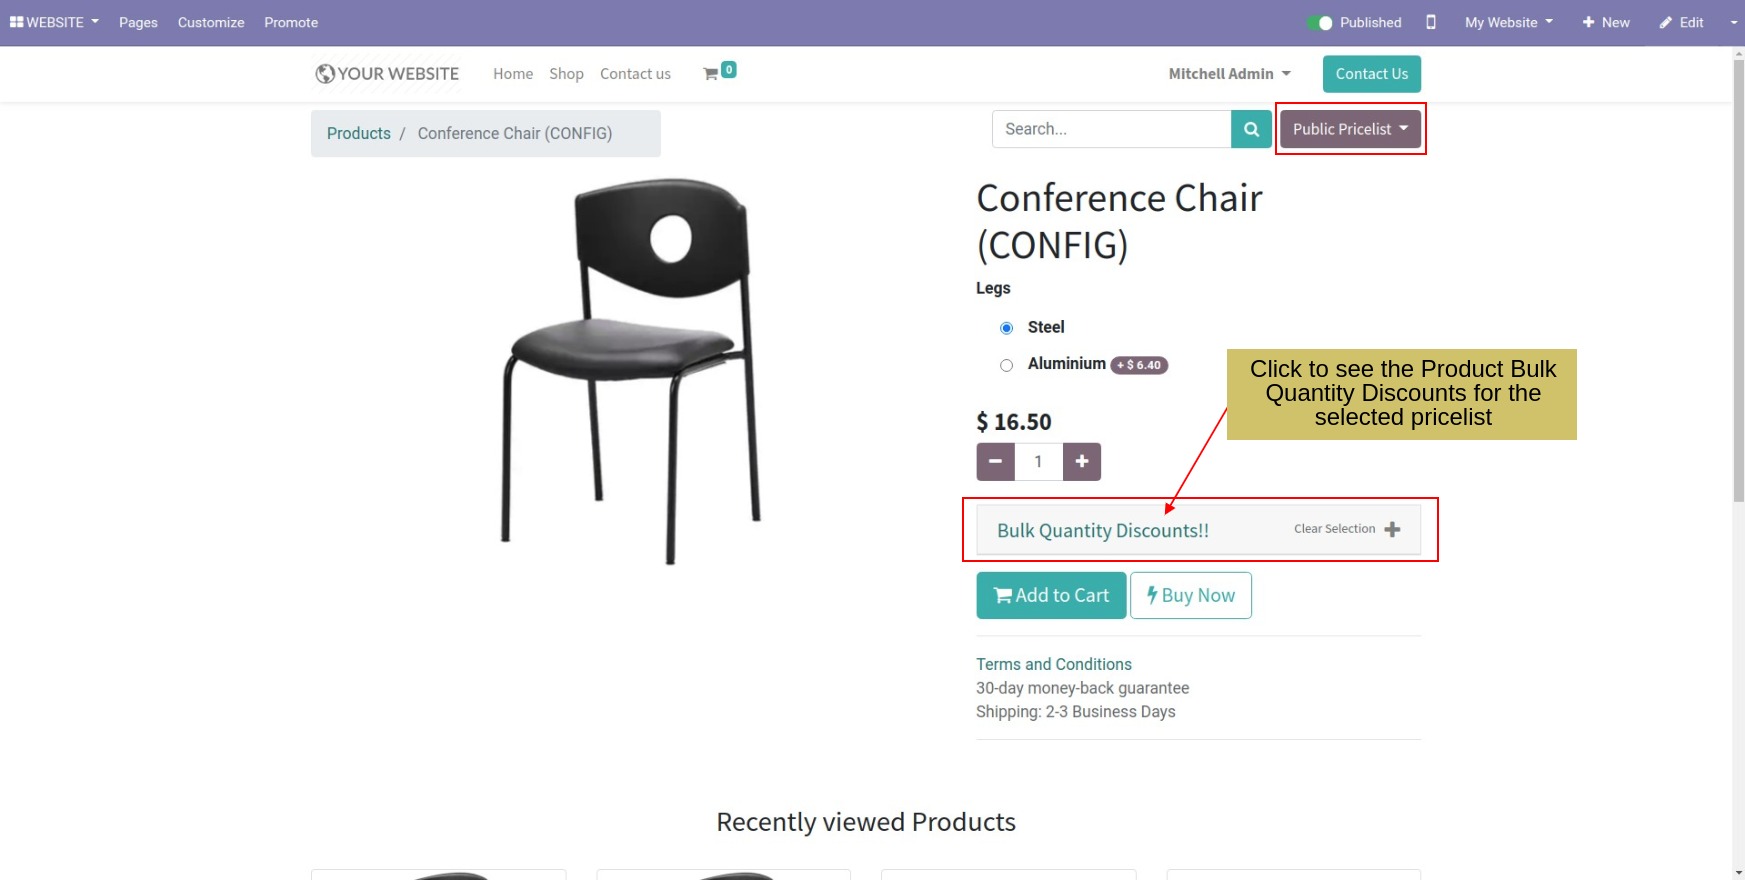 WEBSITE Pages Customize Promote Published My Website New Edit
YOUR WEBSITE Home Shop Contact us 0 Mitchell Admin Contact Us
Products / Conference Chair (CONFIG) Search... Public Pricelist
Conference Chair
(CONFIG)
Legs
Steel
Aluminium + $ 6.40
Click to see the Product Bulk
Quantity Discounts for the
selected pricelist
$ 16.50
1
Bulk Quantity Discounts!! Clear Selection
Add to Cart Buy Now
Terms and Conditions
30-day money-back guarantee
Shipping: 2-3 Business Days
Recently viewed Products